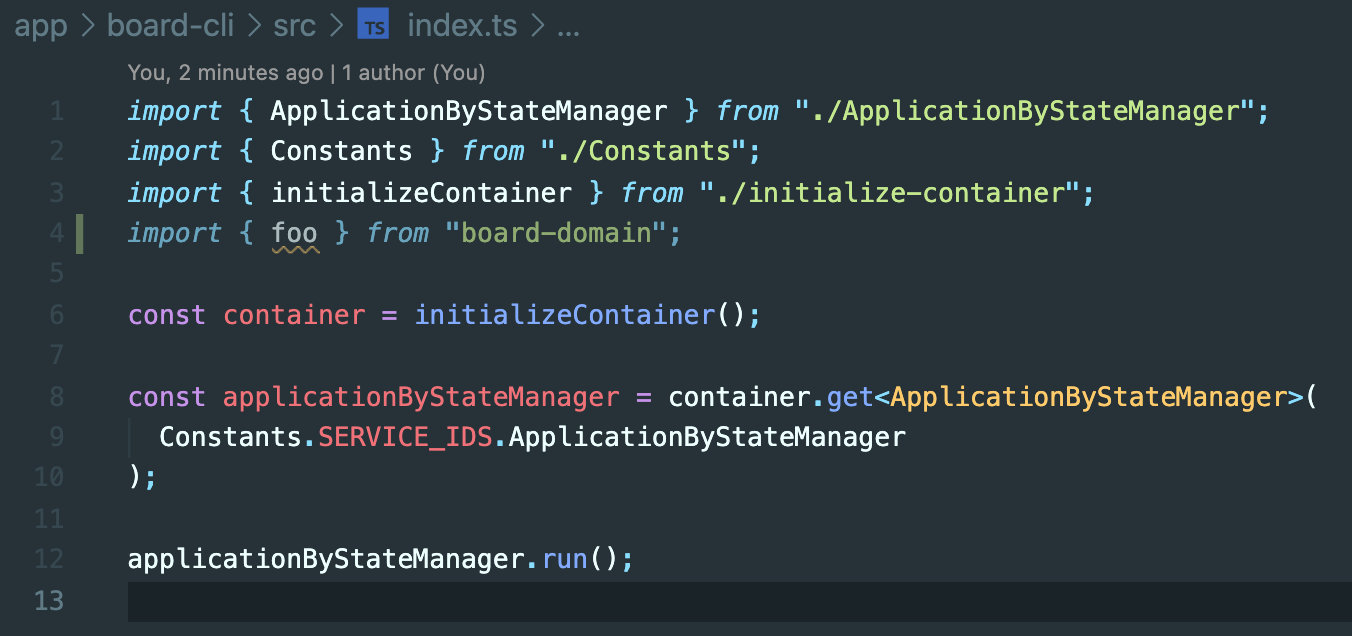 app > board-cli > src > TS index.ts > ...
You, 2 minutes ago | 1 author (You)
1 import { ApplicationByStateManager } from "./ApplicationByStateManager";
2 import { Constants } from "./Constants";
3 import { initializeContainer } from "./initialize-container";
4 import { foo } from "board-domain";
5
6 const container = initializeContainer();
7
8 const applicationByStateManager = container.get<ApplicationByStateManager>(
9   Constants.SERVICE_IDS.ApplicationByStateManager
10 );
11
12 applicationByStateManager.run();
13